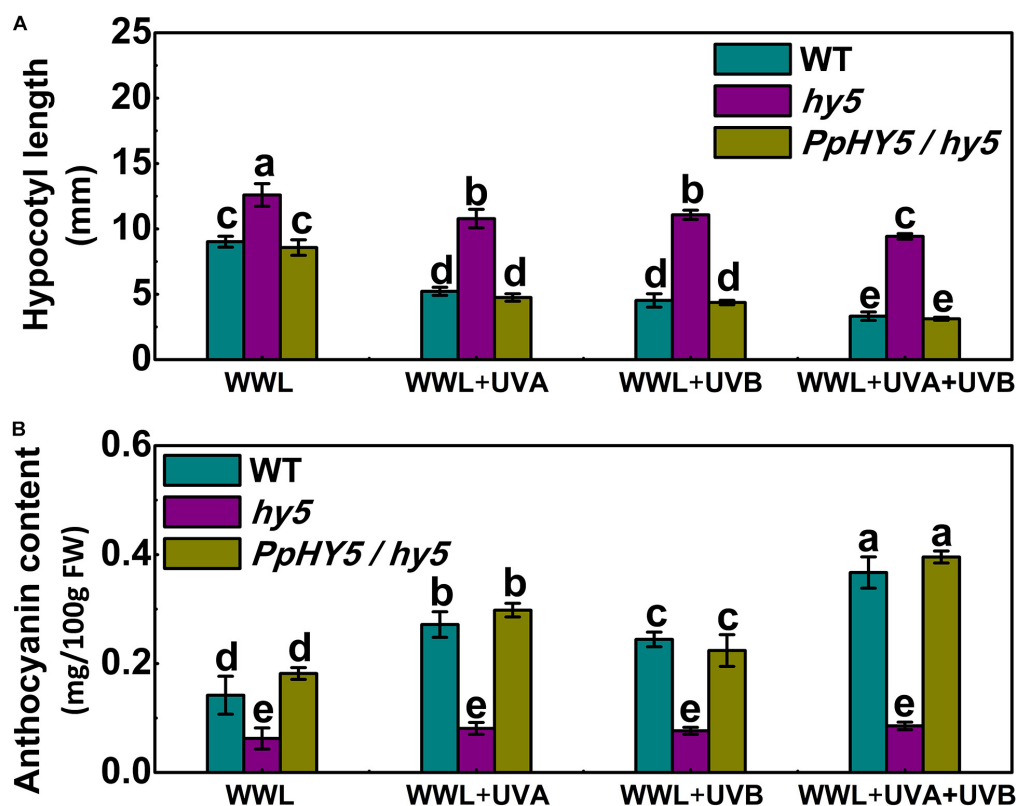 A
Hypocotyl length
(mm)
25
20
15
10
5
0
WT
hy5
PpHY5 / hy5
c a c
d b d
d b d
e c e
WWL WWL+UVA WWL+UVB WWL+UVA+UVB
B
Anthocyanin content
(mg/100g FW)
0.6
0.4
0.2
0.0
WT
hy5
PpHY5 / hy5
d e d
b e b
c e c
a e a
WWL WWL+UVA WWL+UVB WWL+UVA+UVB